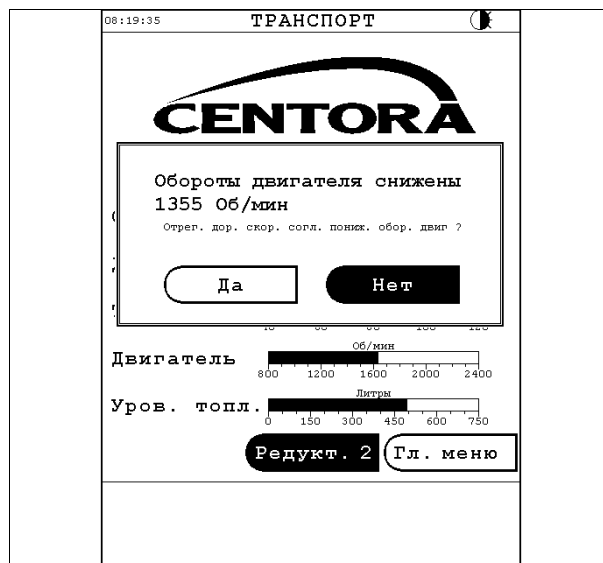 08:19:35
ТРАНСПОРТ
CENTORA
Обороты двигателя снижены
1355 Об/мин
Отрег. дор. скор. согл. пониж. обор. двиг ?
Да
Нет
Об/мин
Двигатель
800 1200 1600 2000 2400
Литры
Уров. топл.
0 150 300 450 600 750
Редукт. 2
Гл. меню